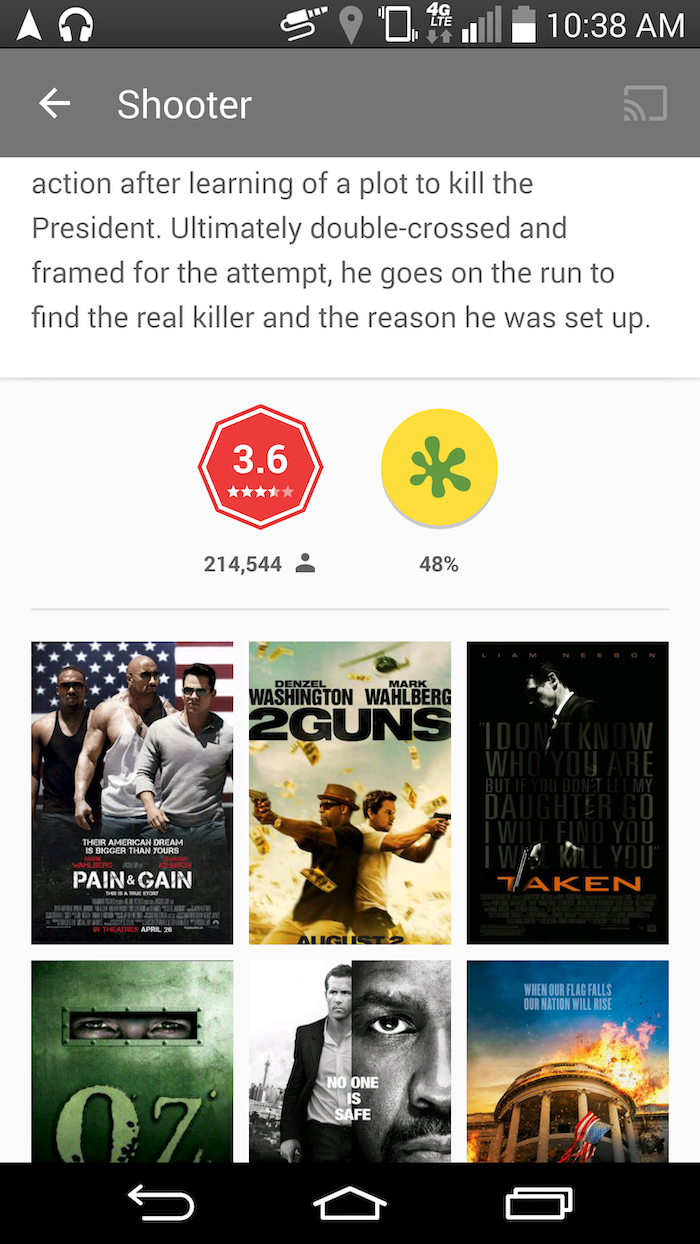 4G
LTE
10:38 AM
Shooter
action after learning of a plot to kill the
President. Ultimately double-crossed and
framed for the attempt, he goes on the run to
find the real killer and the reason he was set up.
3.6
214,544
48%
THEIR AMERICAN DREAM
IS BIGGER THAN YOURS
MARK
WAHLBERG
DWAYNE
JOHNSON
PAIN & GAIN
THIS IS A TRUE STORY
IN THEATRES APRIL 26
DENZEL MARK
WASHINGTON WAHLBERG
2GUNS
AUGUST 2
LIAM NEESON
"I DON'T KNOW
WHO YOU ARE
BUT IF YOU DON'T LET MY
DAUGHTER GO
I WILL FIND YOU
I WILL KILL YOU"
TAKEN
OZ
NO ONE
IS
SAFE
WHEN OUR FLAG FALLS
OUR NATION WILL RISE